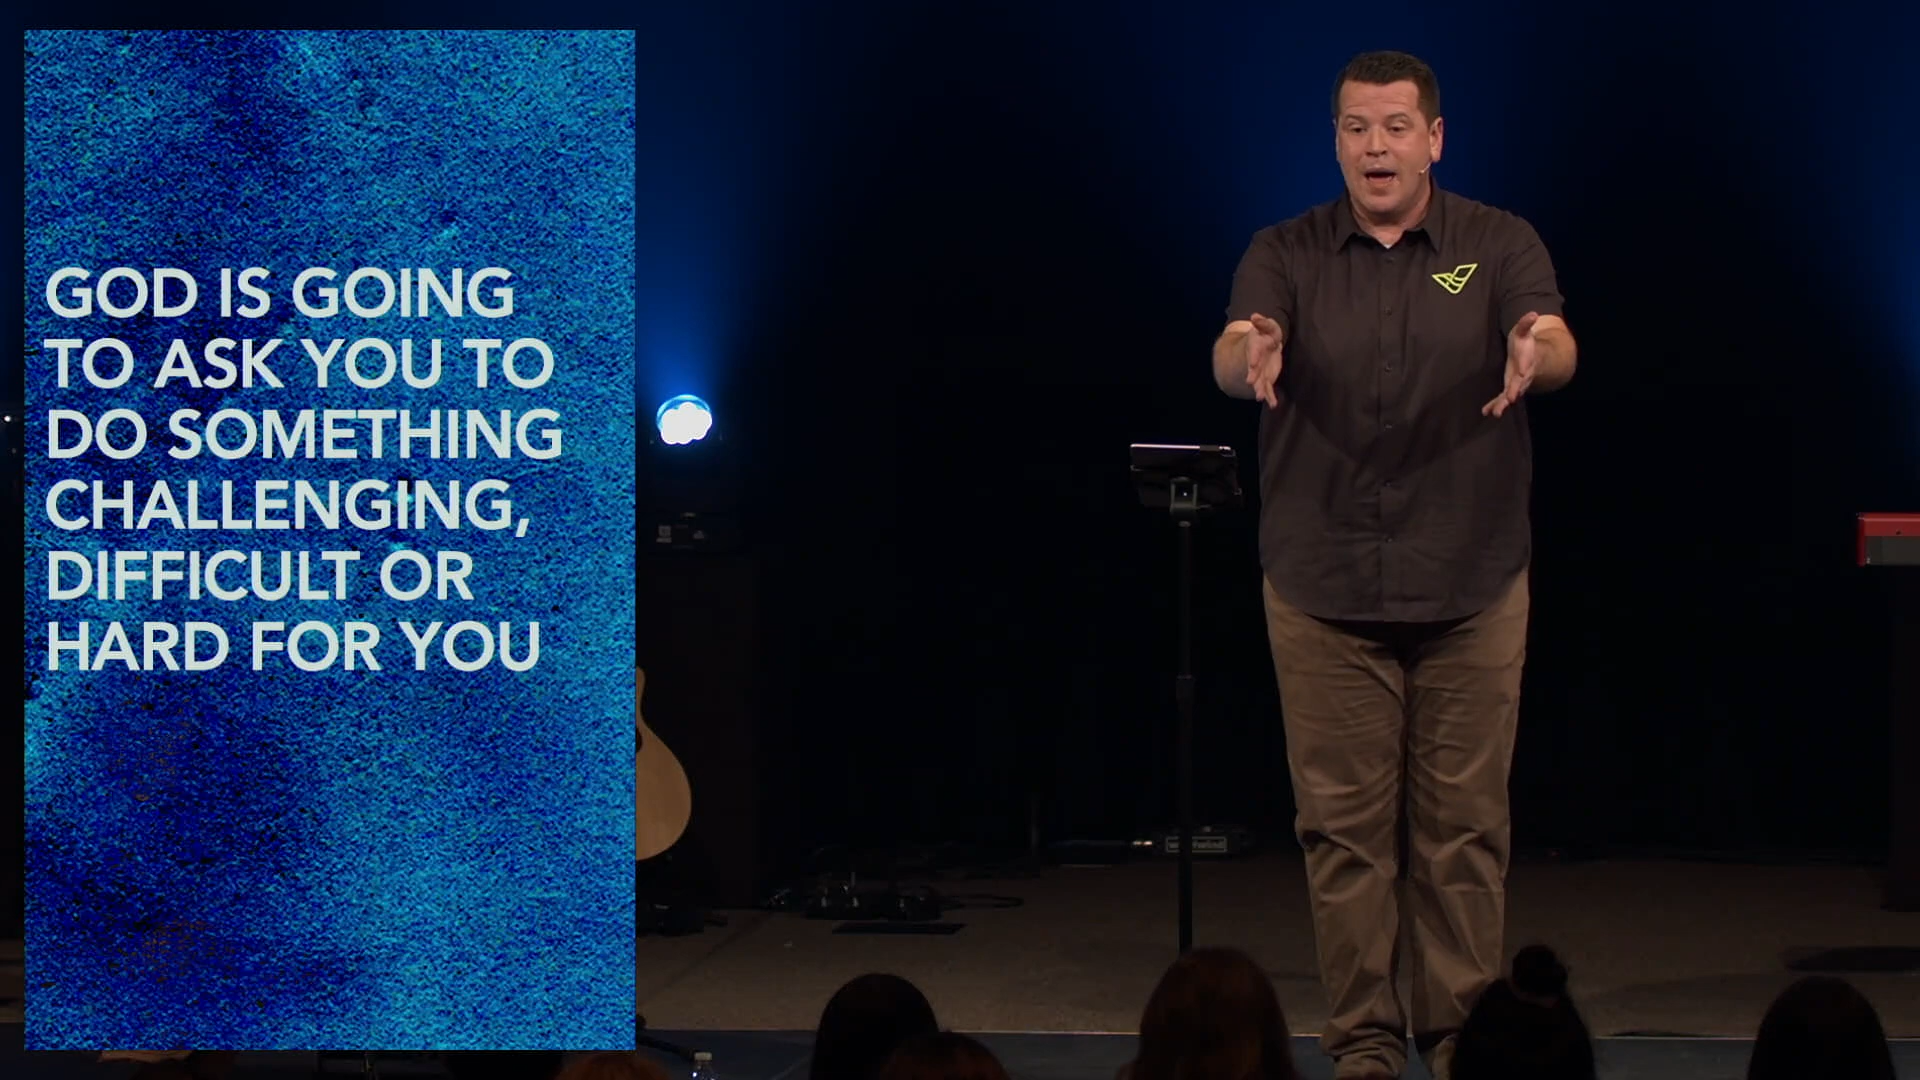 GOD IS GOING
TO ASK YOU TO
DO SOMETHING
CHALLENGING,
DIFFICULT OR
HARD FOR YOU